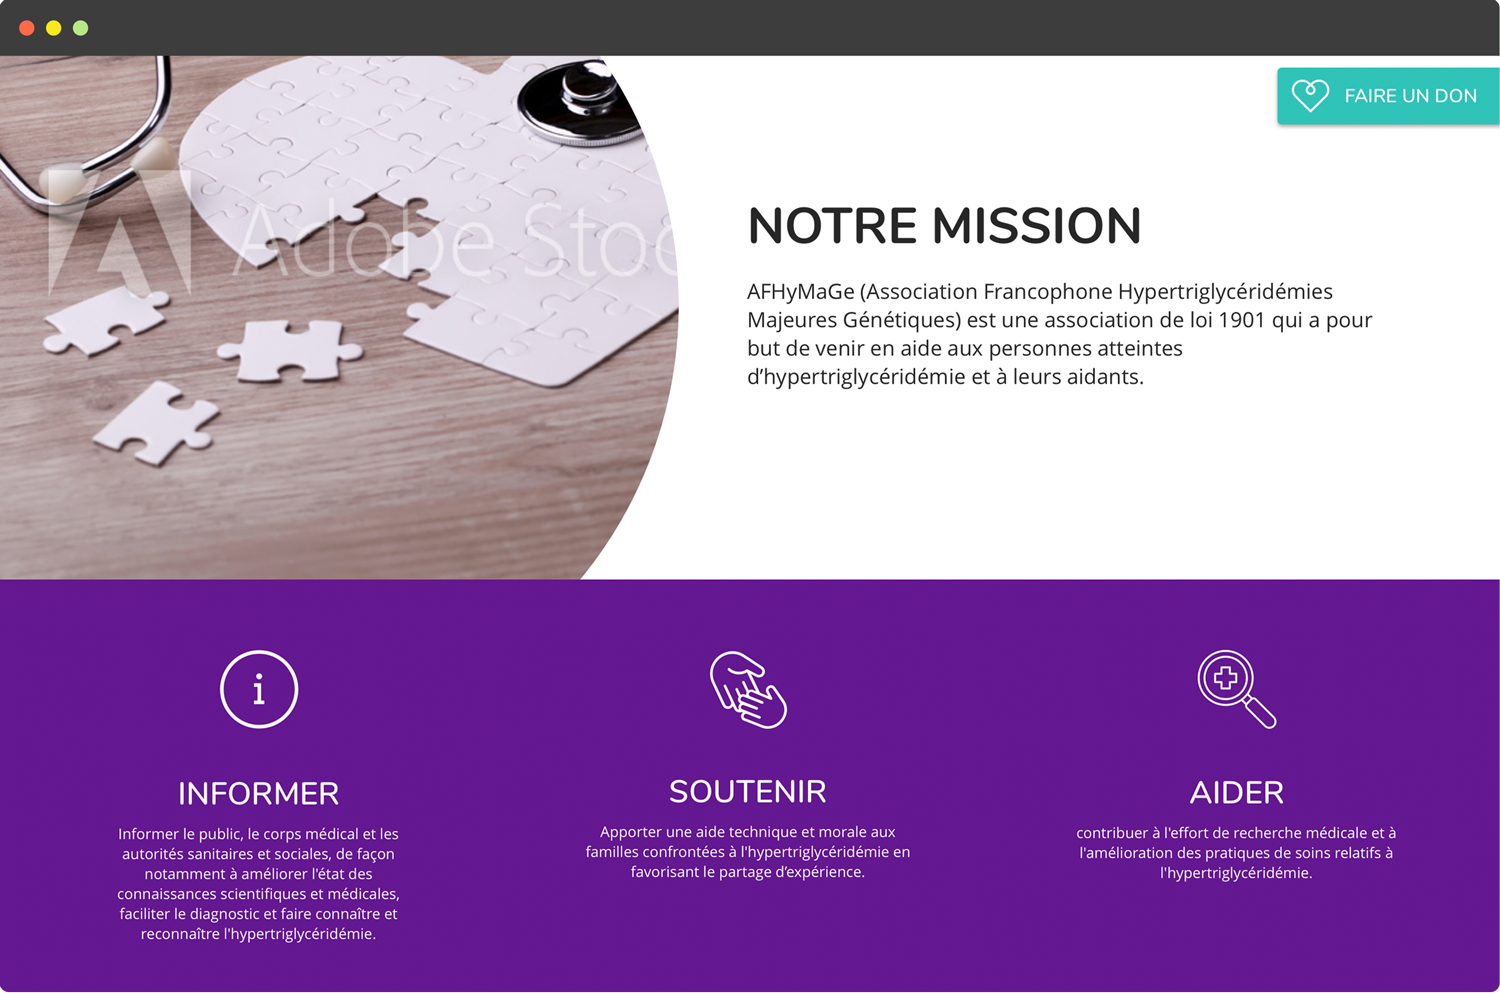 FAIRE UN DON
Adobe Stoc
NOTRE MISSION
AFHyMaGe (Association Francophone Hypertriglycéridémies
Majeures Génétiques) est une association de loi 1901 qui a pour
but de venir en aide aux personnes atteintes
d’hypertriglycéridémie et à leurs aidants.
INFORMER
Informer le public, le corps médical et les
autorités sanitaires et sociales, de façon
notamment à améliorer l'état des
connaissances scientifiques et médicales,
faciliter le diagnostic et faire connaître et
reconnaître l'hypertriglycéridémie.
SOUTENIR
Apporter une aide technique et morale aux
familles confrontées à l'hypertriglycéridémie en
favorisant le partage d’expérience.
AIDER
contribuer à l'effort de recherche médicale et à
l'amélioration des pratiques de soins relatifs à
l'hypertriglycéridémie.